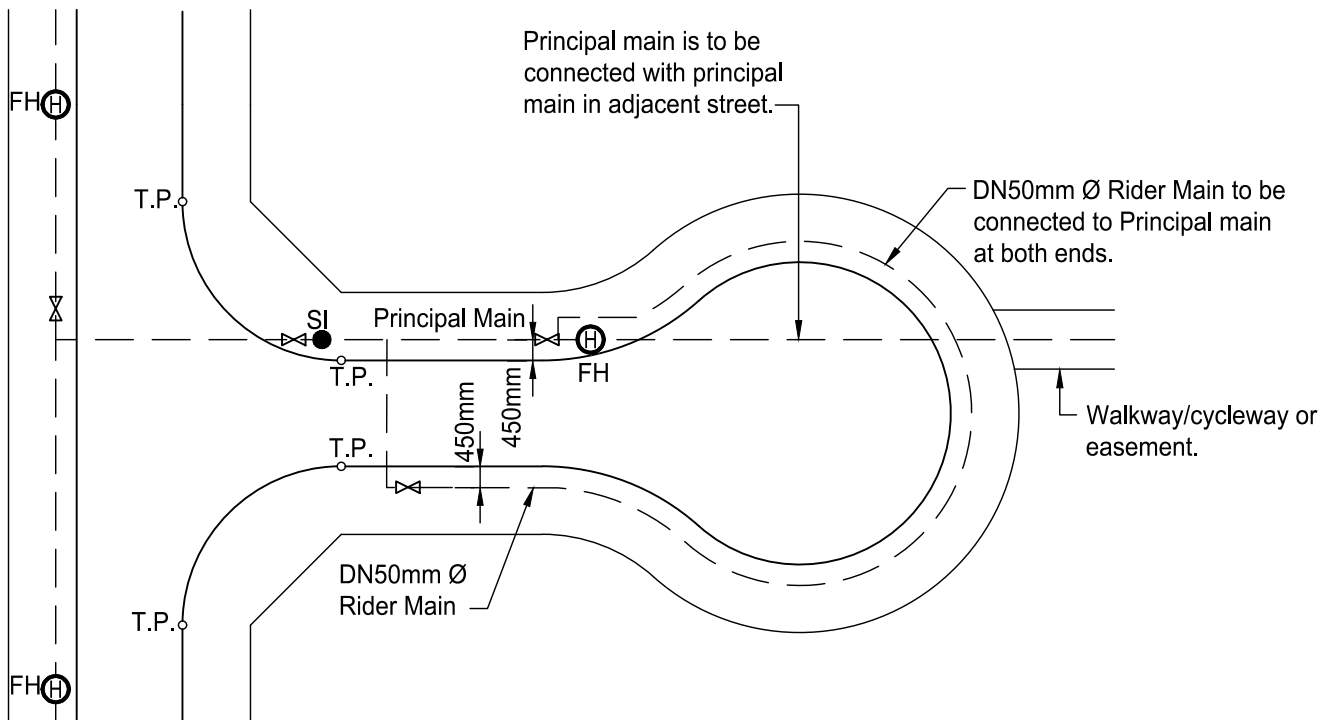 Principal main is to be
connected with principal
main in adjacent street.
FH H
T.P.
DN50mm Ø Rider Main to be
connected to Principal main
at both ends.
SI
Principal Main
H
FH
T.P.
450mm
450mm
Walkway/cycleway or
easement.
T.P.
DN50mm Ø
Rider Main
T.P.
FH H